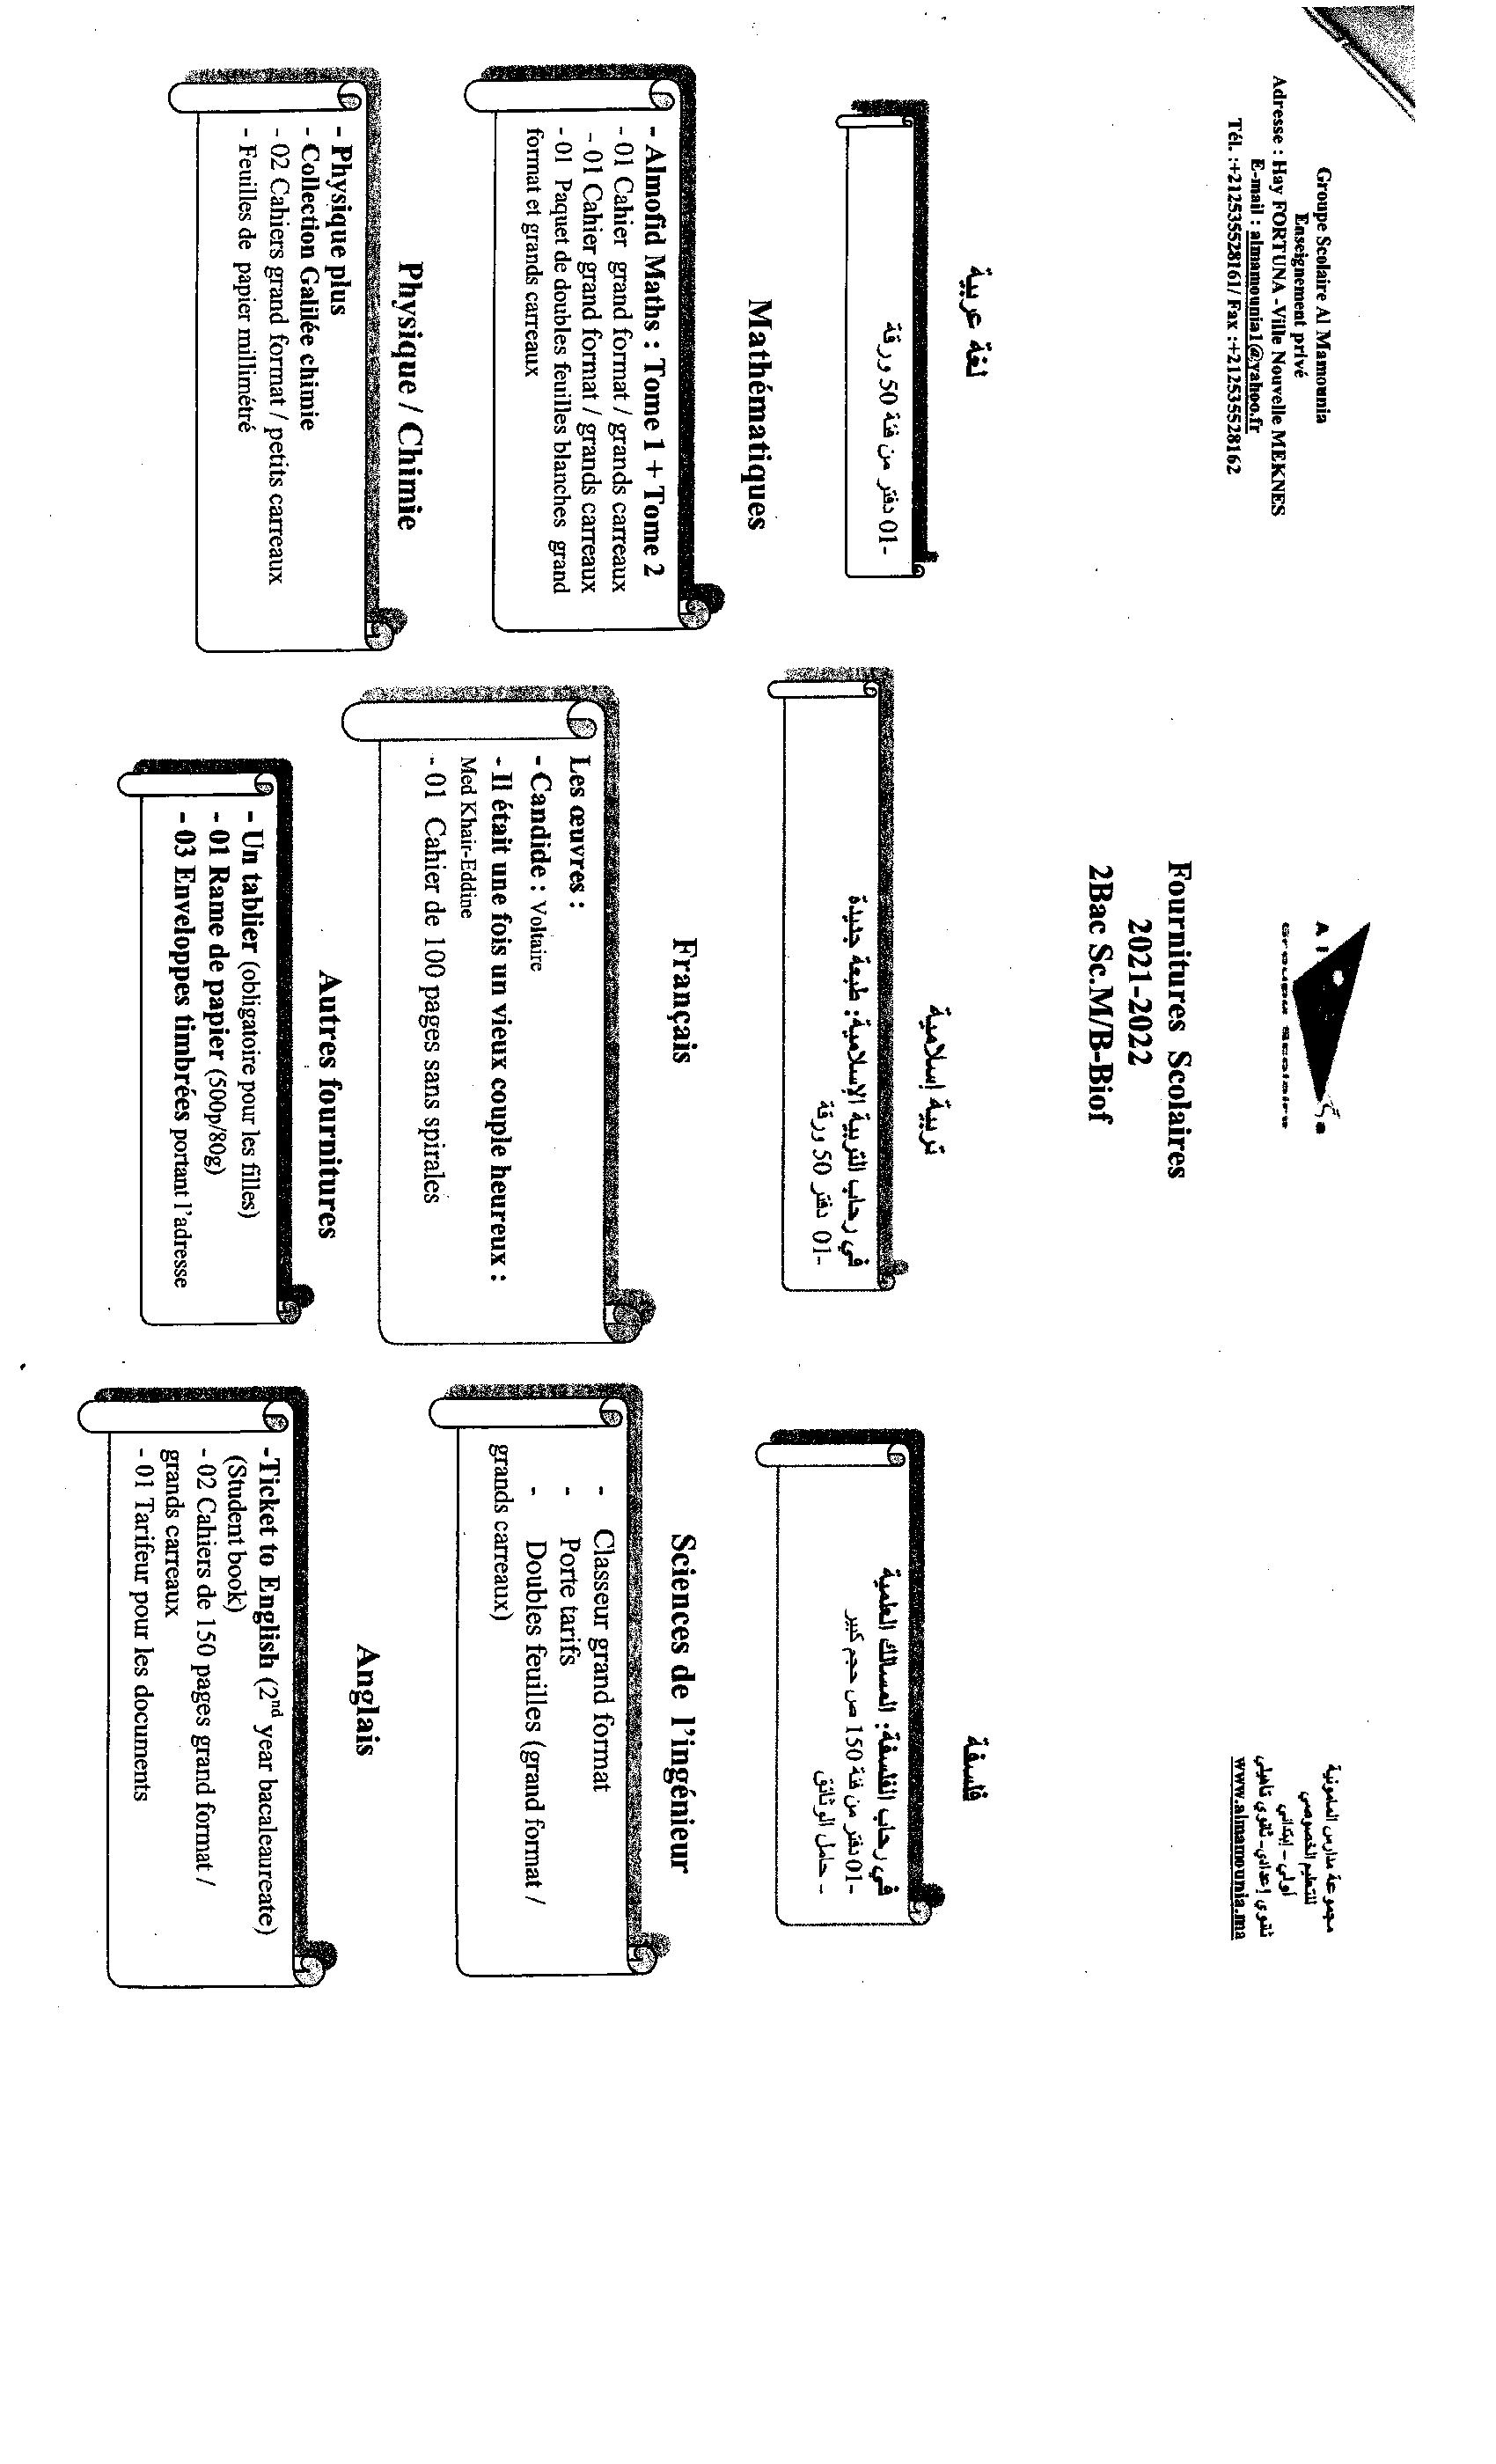 Groupe Scolaire Al Mamounia
Enseignement privé
Adresse : Hay FORTUNA -Ville Nouvelle MEKNES
E-mail : almamounia1@yahoo.fr
Tél. :+212535528161/ Fax :+212535528162
مجموعة مدارس المامونية
للتعليم الخصوصي
أولي – إبتدائي
ثانوي إعدادي- ثانوي تأهيلي
www.almamounia.ma
Fournitures Scolaires
2021-2022
2Bac Sc.M/B-Biof
لغة عربية
-01 دفتر من فئة 50 ورقة
تربية إسلامية
في رحاب التربية الإسلامية: طبعة جديدة
-01 دفتر 50 ورقة
فلسفة
في رحاب الفلسفة: المسالك العلمية
-01 دفتر من فئة 150 ص حجم كبير
- حامل الوثائق
Mathématiques
- Almofid Maths : Tome 1 + Tome 2
- 01 Cahier grand format / grands carreaux
- 01 Cahier grand format / grands carreaux
- 01 Paquet de doubles feuilles blanches grand
format et grands carreaux
Français
Les œuvres :
- Candide : Voltaire
- Il était une fois un vieux couple heureux :
Med Khair-Eddine
- 01 Cahier de 100 pages sans spirales
Sciences de l'ingénieur
- Classeur grand format
- Porte tarifs
- Doubles feuilles (grand format /
grands carreaux)
Physique / Chimie
- Physique plus
- Collection Galilée chimie
- 02 Cahiers grand format / petits carreaux
- Feuilles de papier millimétré
Autres fournitures
- Un tablier (obligatoire pour les filles)
- 01 Rame de papier (500p/80g)
- 03 Enveloppes timbrées portant l'adresse
Anglais
-Ticket to English (2nd year bacaleaureate)
(Student book)
- 02 Cahiers de 150 pages grand format /
grands carreaux
- 01 Tarifeur pour les documents